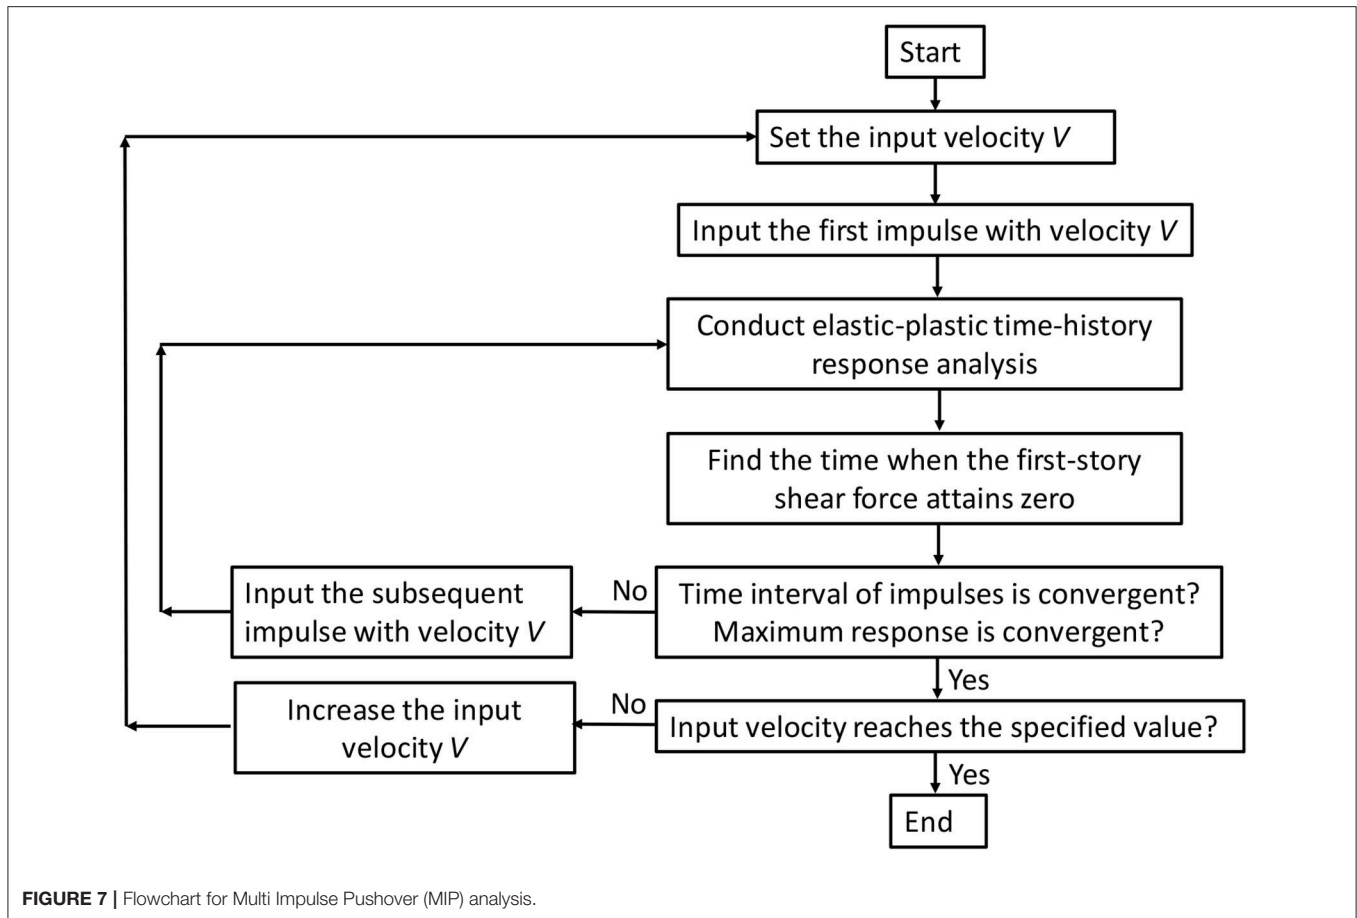 Start
Set the input velocity V
Input the first impulse with velocity V
Conduct elastic-plastic time-history
response analysis
Find the time when the first-story
shear force attains zero
Time interval of impulses is convergent?
Maximum response is convergent?
No
Input the subsequent
impulse with velocity V
Yes
Input velocity reaches the specified value?
No
Increase the input
velocity V
Yes
End
FIGURE 7 | Flowchart for Multi Impulse Pushover (MIP) analysis.